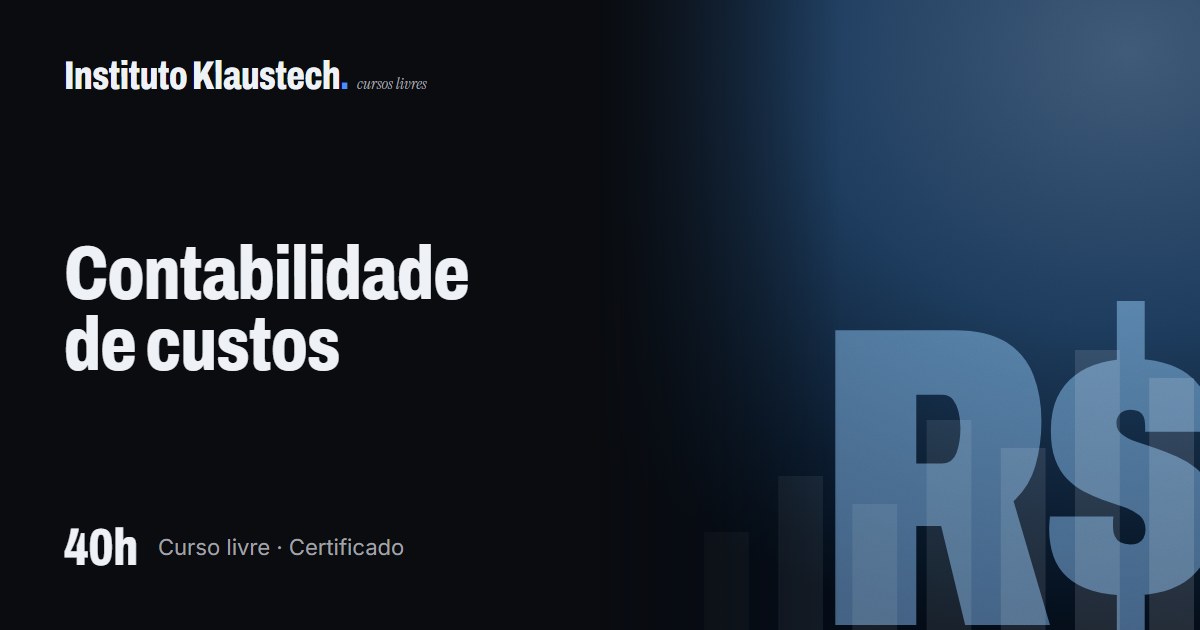 Instituto Klaustech. cursos livres
Contabilidade
de custos
40h Curso livre · Certificado
R$